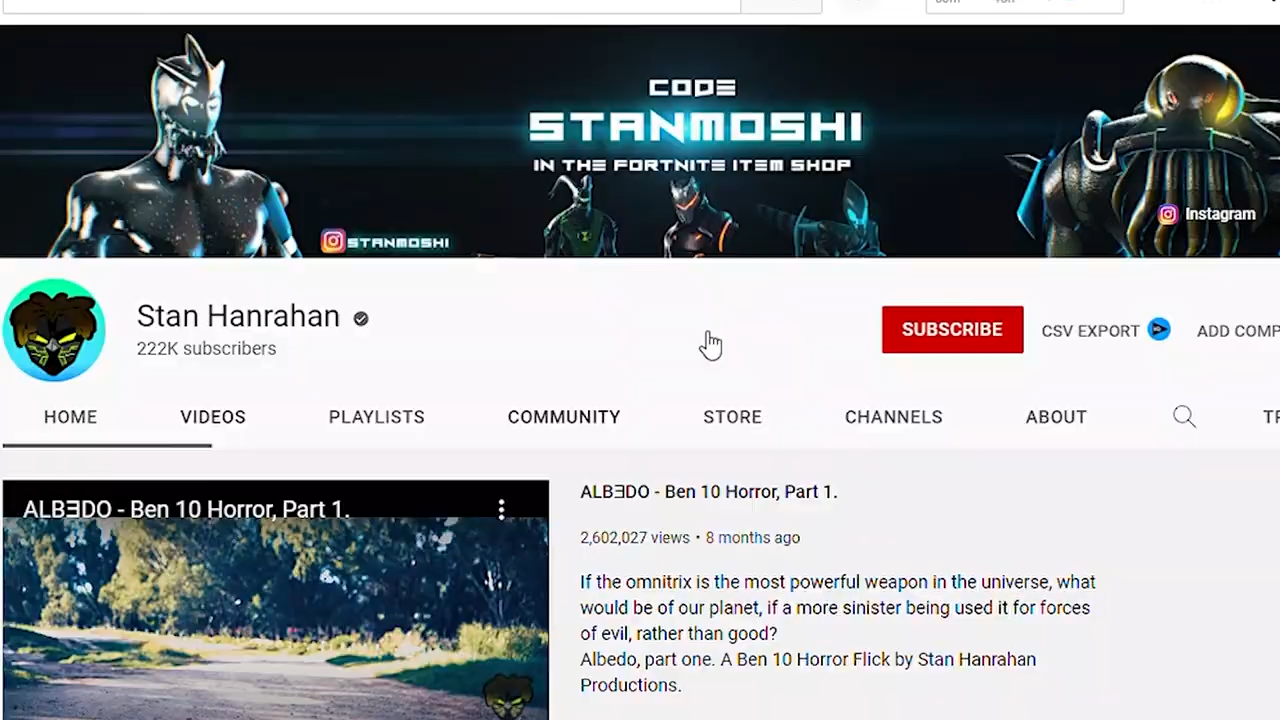 CODE
STANMOSHI
IN THE FORTNITE ITEM SHOP
STANMOSHI
Instagram
Stan Hanrahan
222K subscribers
SUBSCRIBE
CSV EXPORT
ADD COMP
HOME
VIDEOS
PLAYLISTS
COMMUNITY
STORE
CHANNELS
ABOUT
ALBƎDO - Ben 10 Horror, Part 1.
ALBƎDO - Ben 10 Horror, Part 1.
2,602,027 views • 8 months ago
If the omnitrix is the most powerful weapon in the universe, what
would be of our planet, if a more sinister being used it for forces
of evil, rather than good?
Albedo, part one. A Ben 10 Horror Flick by Stan Hanrahan
Productions.